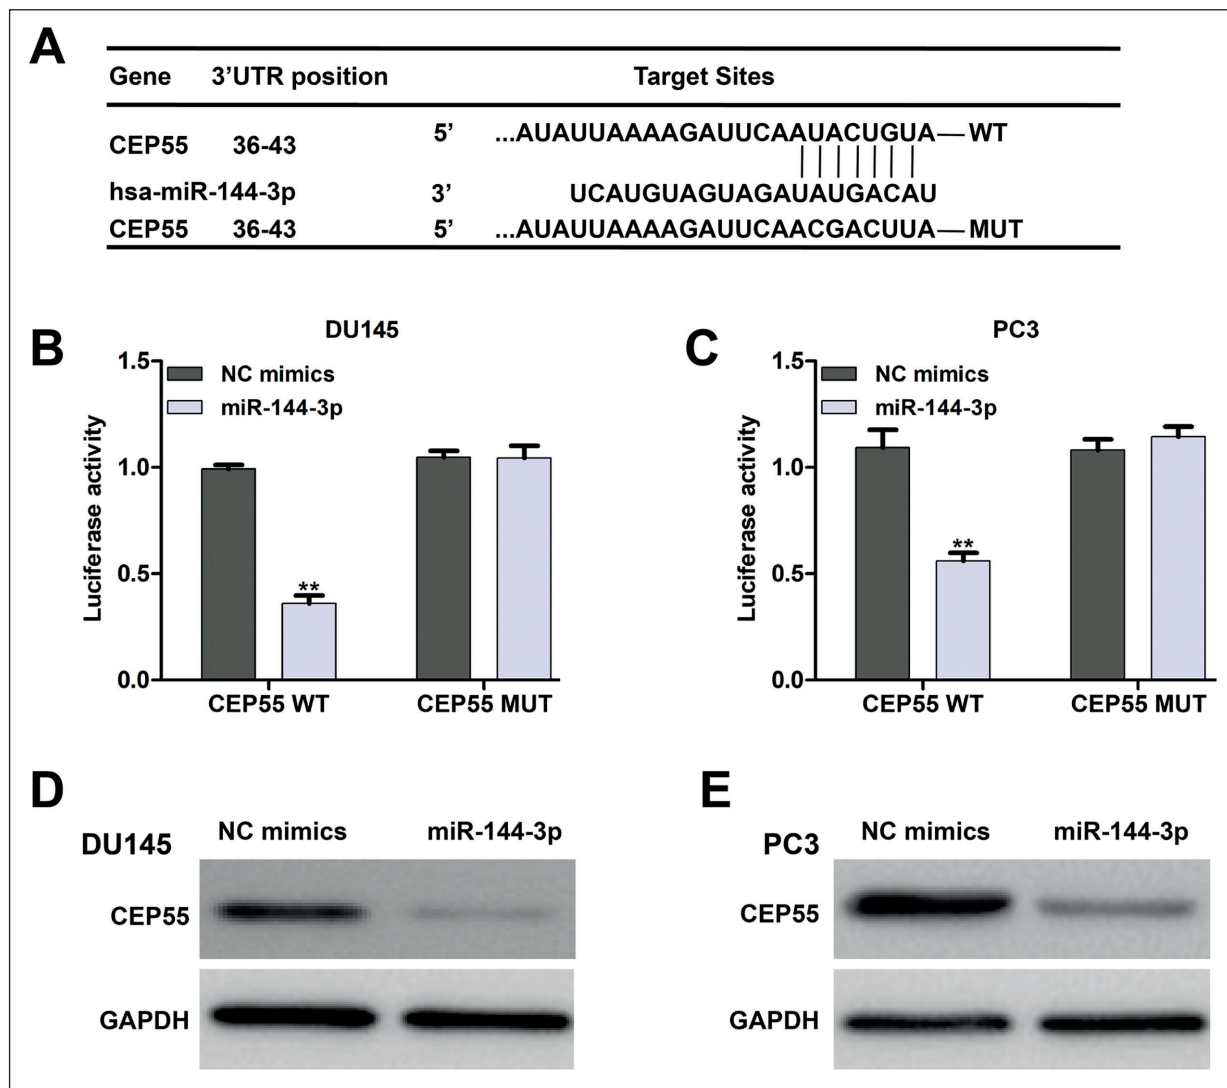 A
Gene 3'UTR position Target Sites
CEP55 36-43 5' ...AUAUUAAAAGAUUCAAUACUGUA—WT
hsa-miR-144-3p 3' UCAUGUAGUAGAUAUGACAU
CEP55 36-43 5' ...AUAUUAAAAGAUUCAACGACUUA—MUT
B
DU145
1.5
1.0
0.5
0.0
Luciferase activity
NC mimics
miR-144-3p
**
CEP55 WT CEP55 MUT
C
PC3
1.5
1.0
0.5
0.0
Luciferase activity
NC mimics
miR-144-3p
**
CEP55 WT CEP55 MUT
D
DU145 NC mimics miR-144-3p
CEP55
GAPDH
E
PC3 NC mimics miR-144-3p
CEP55
GAPDH